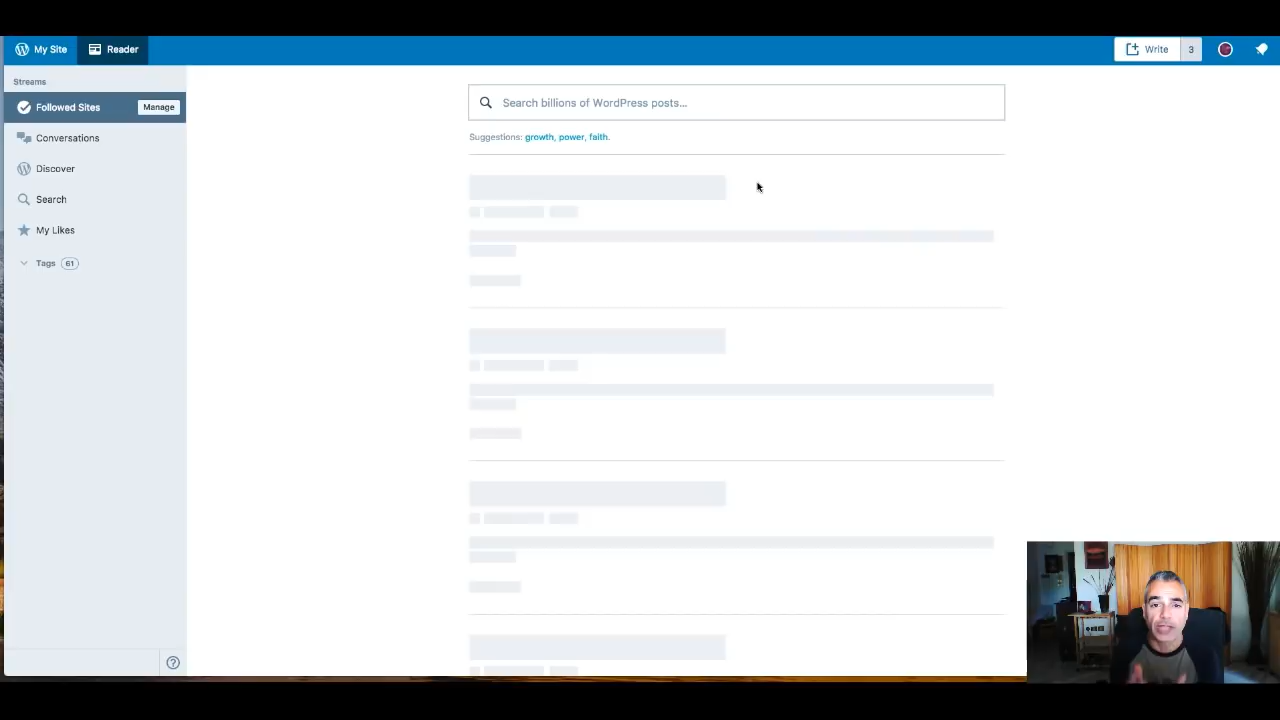 My Site
Reader
Write
3
Streams
Followed Sites
Manage
Conversations
Discover
Search
My Likes
Tags 61
Search billions of WordPress posts...
Suggestions: growth, power, faith.